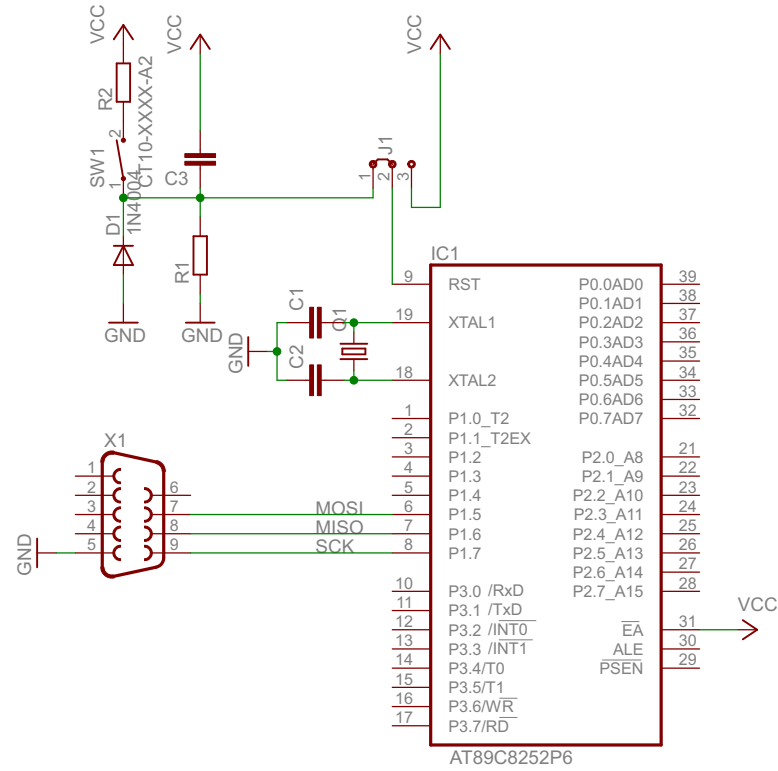 VCC
VCC
VCC
R2
CT10-XXXX-A2
SW1
2
1
C3
J1
1
2
3
1N4004
D1
R1
GND
GND
IC1
9 RST P0.0AD0 39
P0.1AD1 38
19 XTAL1 P0.2AD2 37
P0.3AD3 36
P0.4AD4 35
18 XTAL2 P0.5AD5 34
P0.6AD6 33
1 P1.0_T2 P0.7AD7 32
2 P1.1_T2EX
3 P1.2 P2.0_A8 21
4 P1.3 P2.1_A9 22
5 P1.4 P2.2_A10 23
6 P1.5 P2.3_A11 24
7 P1.6 P2.4_A12 25
8 P1.7 P2.5_A13 26
P2.6_A14 27
10 P3.0 /RxD P2.7_A15 28
11 P3.1 /TxD
12 P3.2 /INT0 EA 31
13 P3.3 /INT1 ALE 30
14 P3.4/T0 PSEN 29
15 P3.5/T1
16 P3.6/WR
17 P3.7/RD
AT89C8252P6
VCC
C1
C2
Q1
GND
X1
1
2
3
4
5
6
7
8
9
MOSI
MISO
SCK
GND